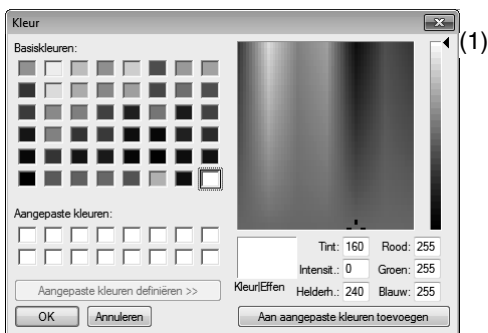 Kleur
(1)
Basiskleuren:
Aangepaste kleuren:
Tint: 160 Rood: 255
Intensit.: 0 Groen: 255
Kleur|Effen Helderh.: 240 Blauw: 255
Aangepaste kleuren definiëren >>
OK Annuleren Aan aangepaste kleuren toevoegen